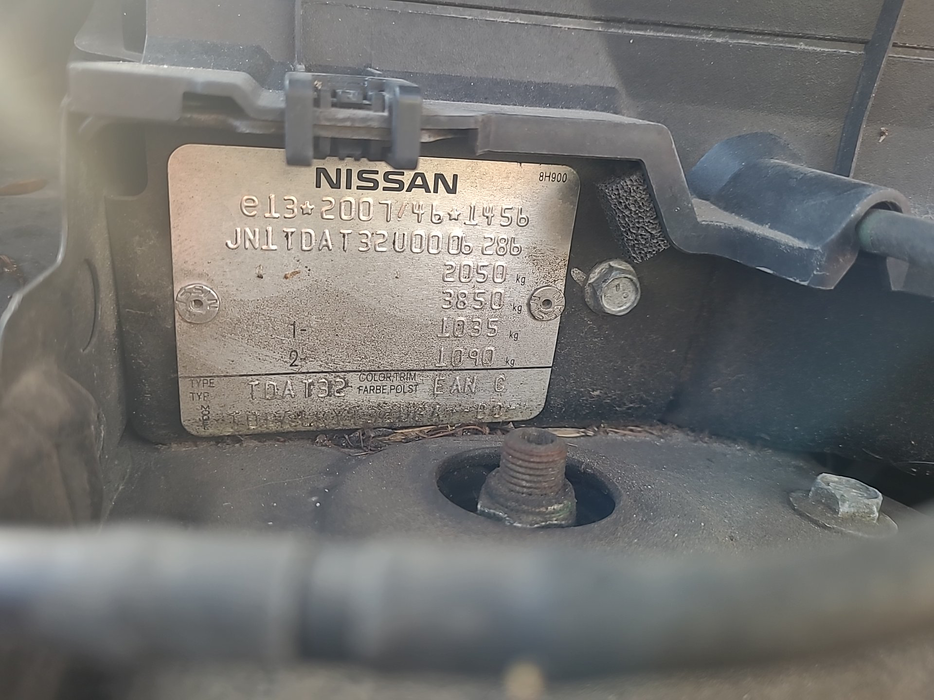 NISSAN
8H900
e13*2007/46*1456
JN1TDAT32U0006286
2050 kg
3850 kg
1- 1035 kg
2- 1090 kg
TYPE TYP TDAT32 COLOR,TRIM FARBE,POLST EAN G